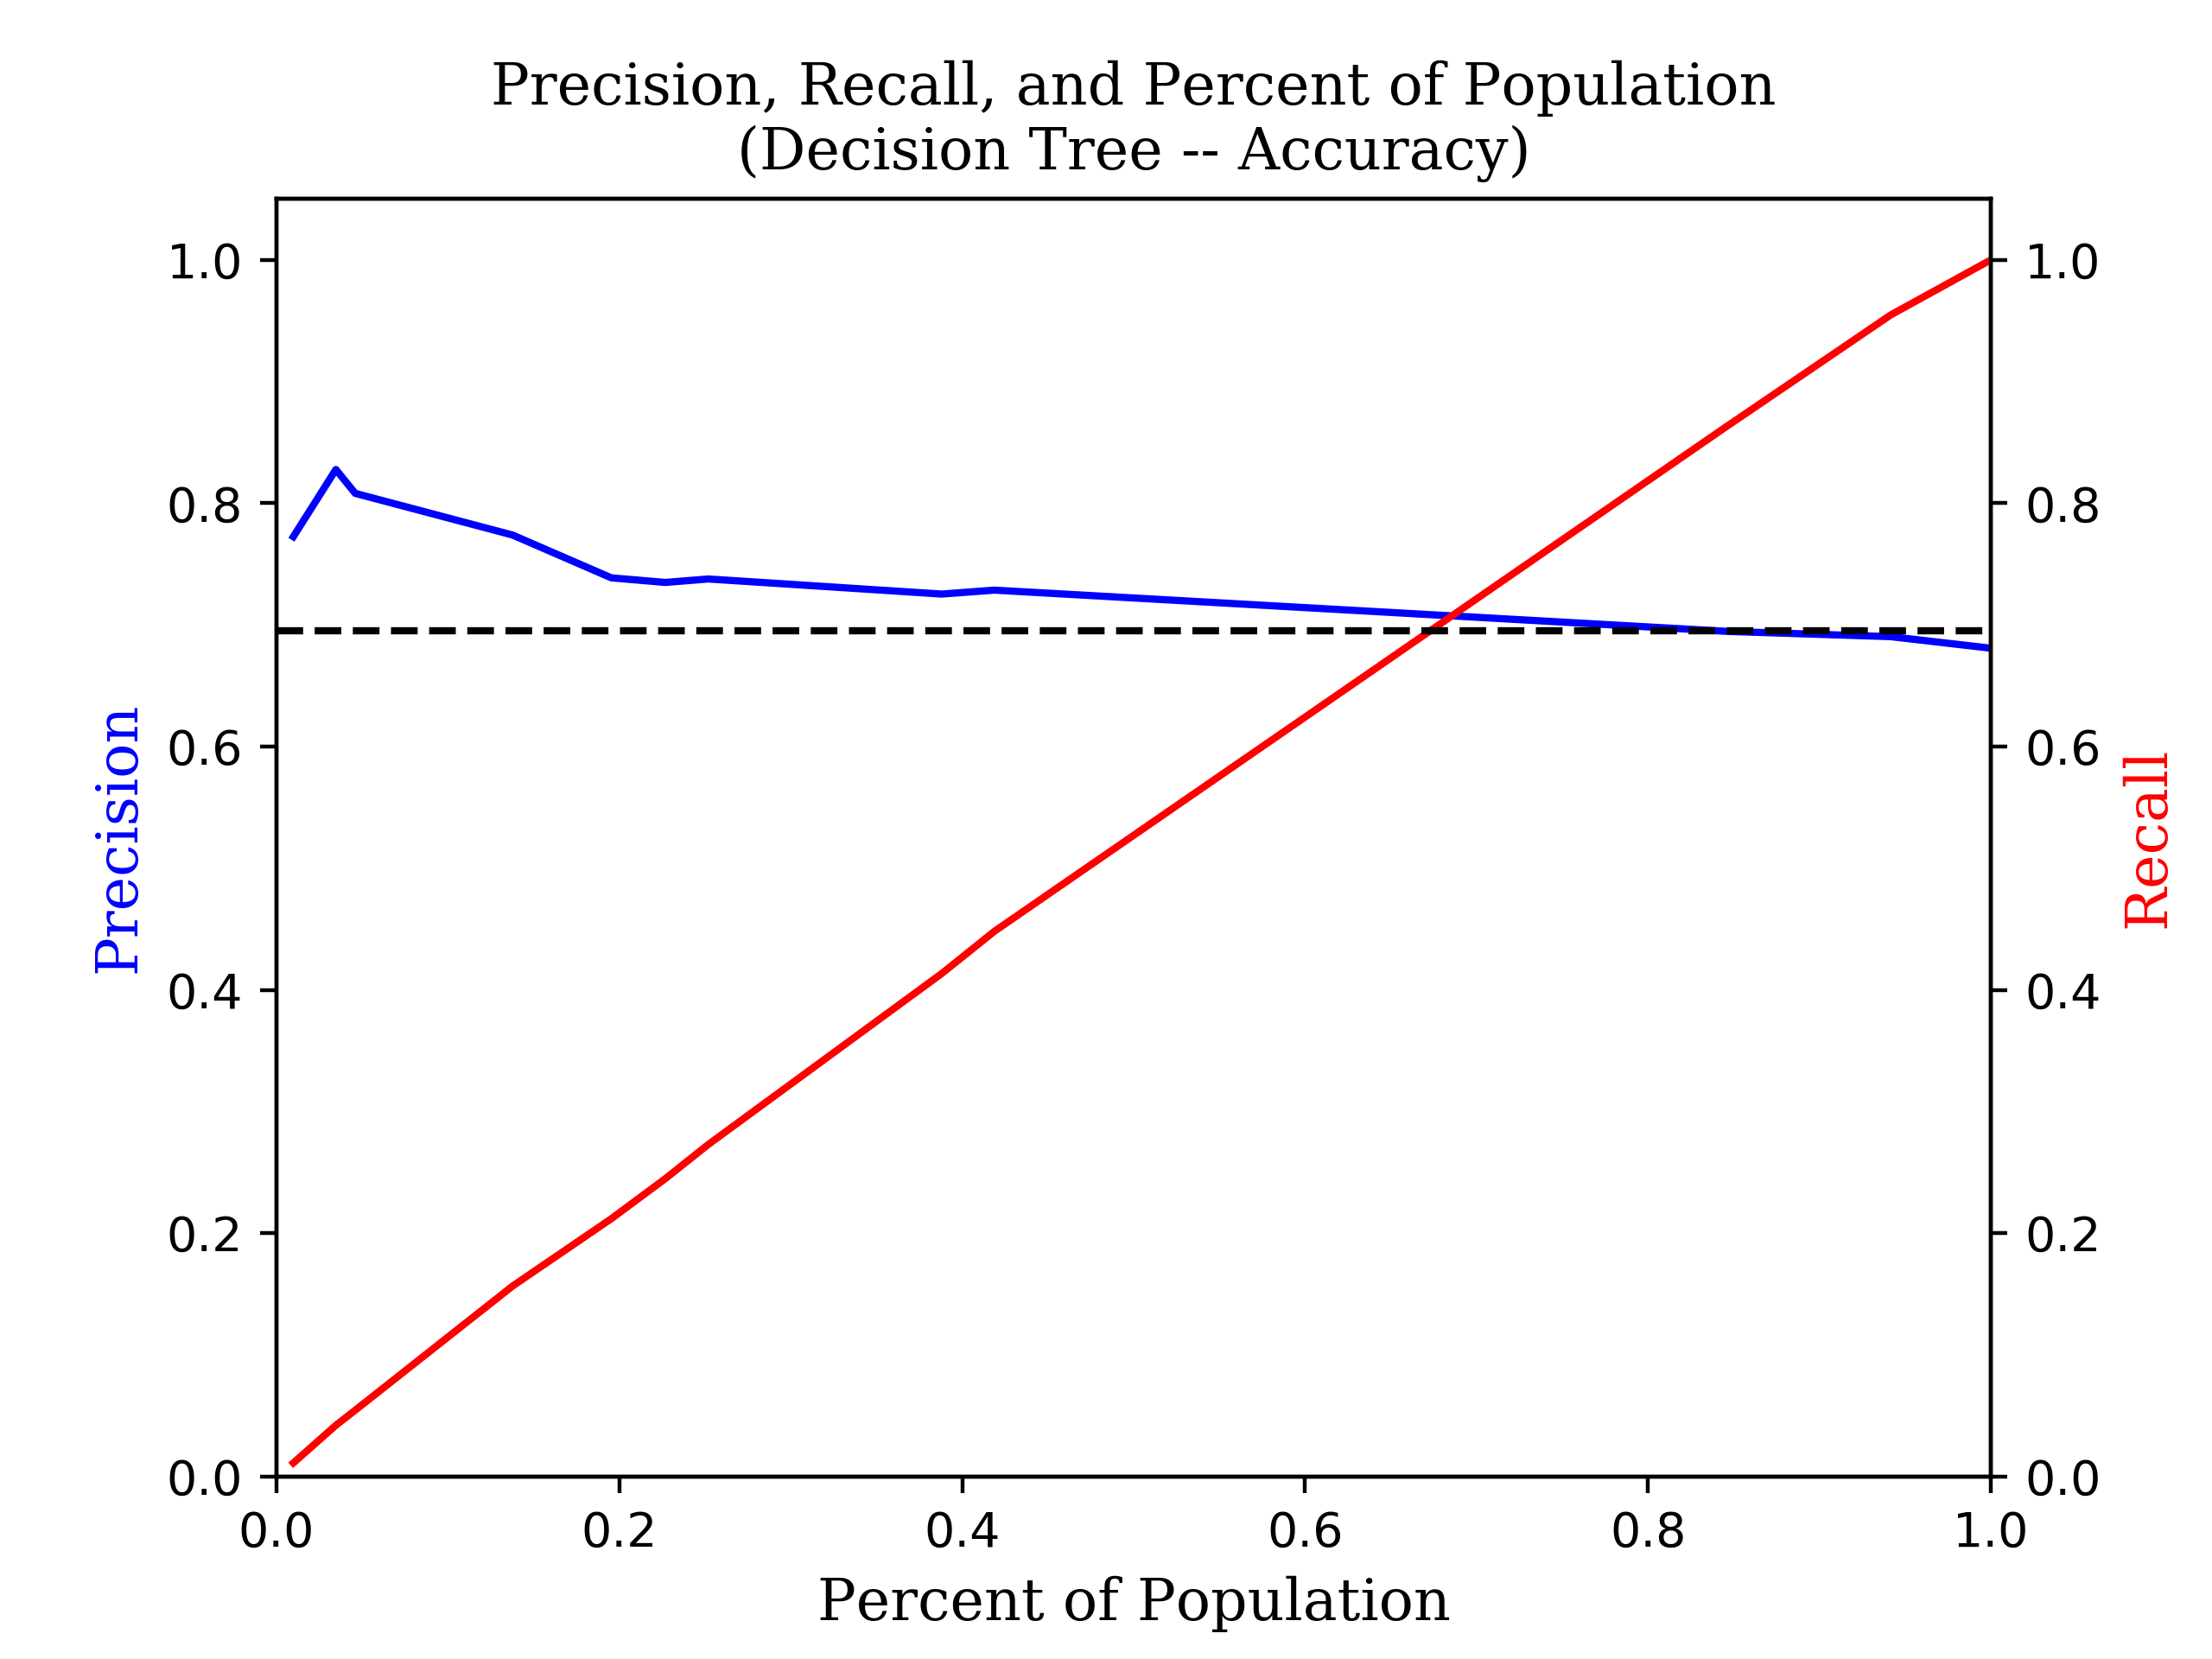 Precision, Recall, and Percent of Population
(Decision Tree -- Accuracy)
1.0
0.8
0.6
0.4
0.2
0.0
Precision
1.0
0.8
0.6
0.4
0.2
0.0
Recall
0.0 0.2 0.4 0.6 0.8 1.0
Percent of Population